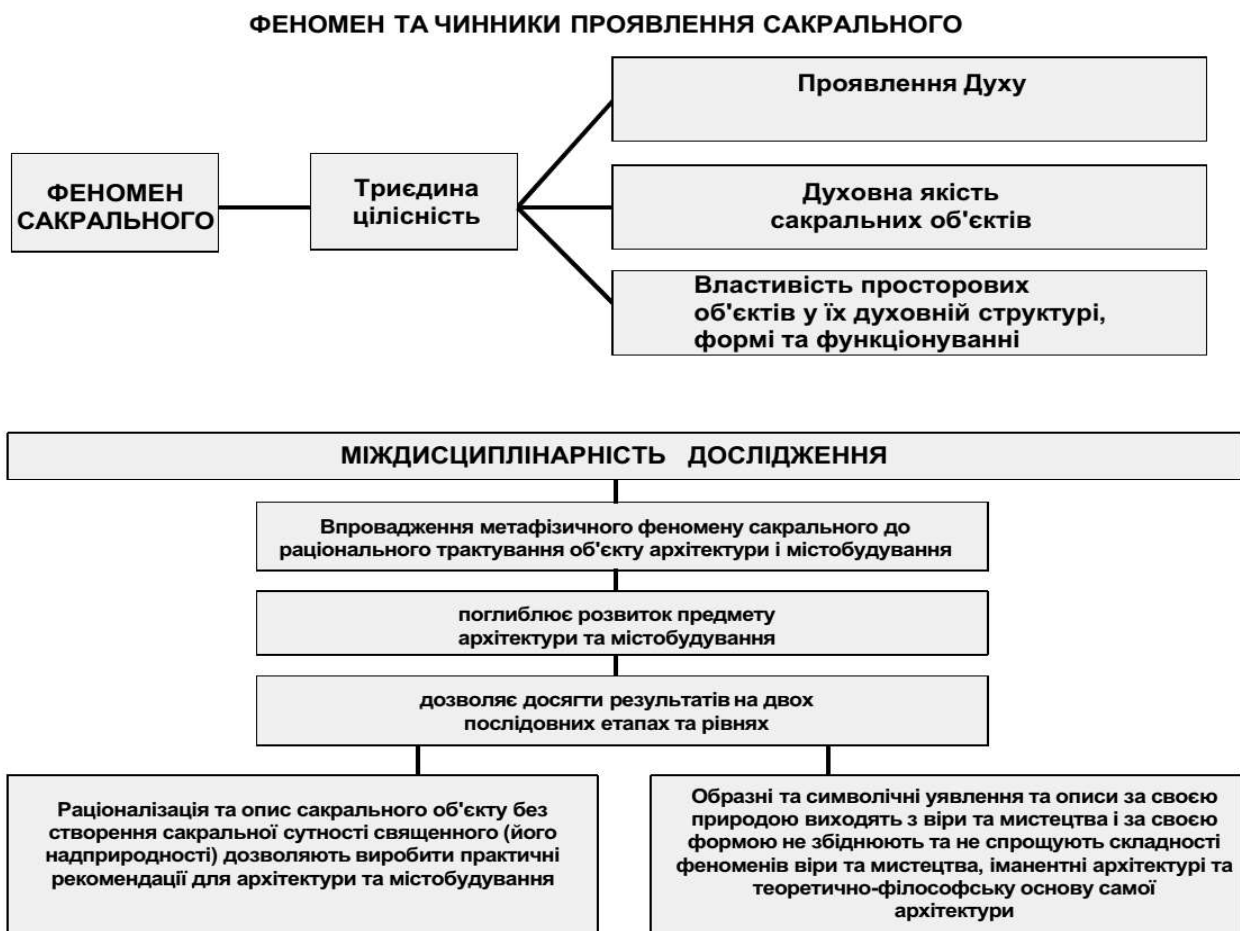 ФЕНОМЕН ТА ЧИННИКИ ПРОЯВЛЕННЯ САКРАЛЬНОГО
ФЕНОМЕН
САКРАЛЬНОГО
Триєдина
цілісність
Проявлення Духу
Духовна якість
сакральних об'єктів
Властивість просторових
об'єктів у їх духовній структурі,
формі та функціонуванні
МІЖДИСЦИПЛІНАРНІСТЬ ДОСЛІДЖЕННЯ
Впровадження метафізичного феномену сакрального до
раціонального трактування об'єкту архітектури і містобудування
поглиблює розвиток предмету
архітектури та містобудування
дозволяє досягти результатів на двох
послідовних етапах та рівнях
Раціоналізація та опис сакрального об'єкту без
створення сакральної сутності священного (його
надприродності) дозволяють виробити практичні
рекомендації для архітектури та містобудування
Образні та символічні уявлення та описи за своєю
природою виходять з віри та мистецтва і за своєю
формою не збіднюють та не спрощують складності
феноменів віри та мистецтва, іманентні архітектурі та
теоретично-філософську основу самої
архітектури